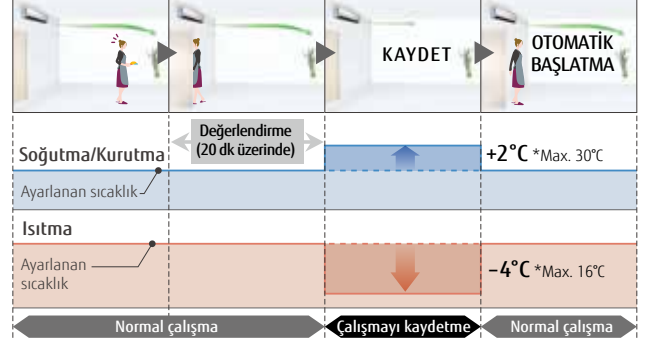 KAYDET
OTOMATİK
BAŞLATMA
Değerlendirme
(20 dk üzerinde)
Soğutma/Kurutma
+2°C *Max. 30°C
Ayarlanan sıcaklık
Isıtma
Ayarlanan
sıcaklık
–4°C *Max. 16°C
Normal çalışma
Çalışmayı kaydetme
Normal çalışma